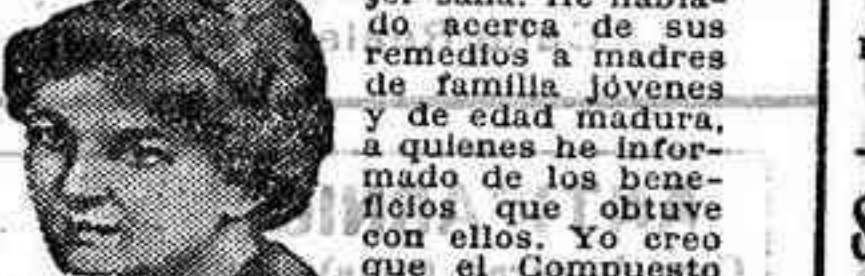 do acerca de sus
remedios a madres
de familia jóvenes
y de edad madura,
a quienes he infor-
mado de los bene-
ficios que obtuve
con ellos. Yo creo
que el Compuesto